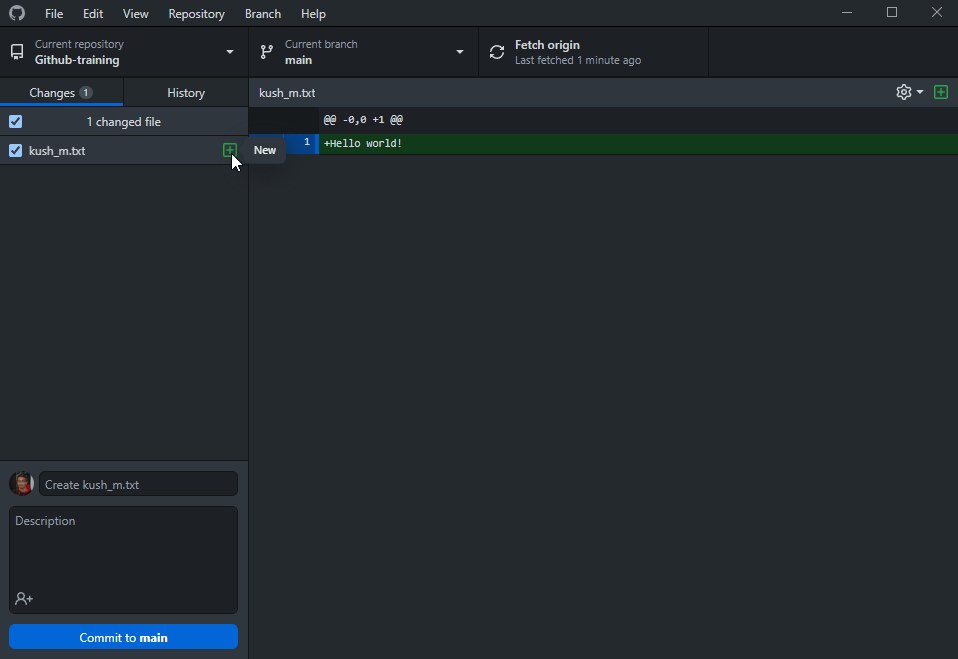 File Edit View Repository Branch Help
Current repository
Github-training
Current branch
main
Fetch origin
Last fetched 1 minute ago
Changes 1
History
kush_m.txt
1 changed file
@@ -0,0 +1 @@
kush_m.txt
New
1 +Hello world!
Create kush_m.txt
Description
Commit to main